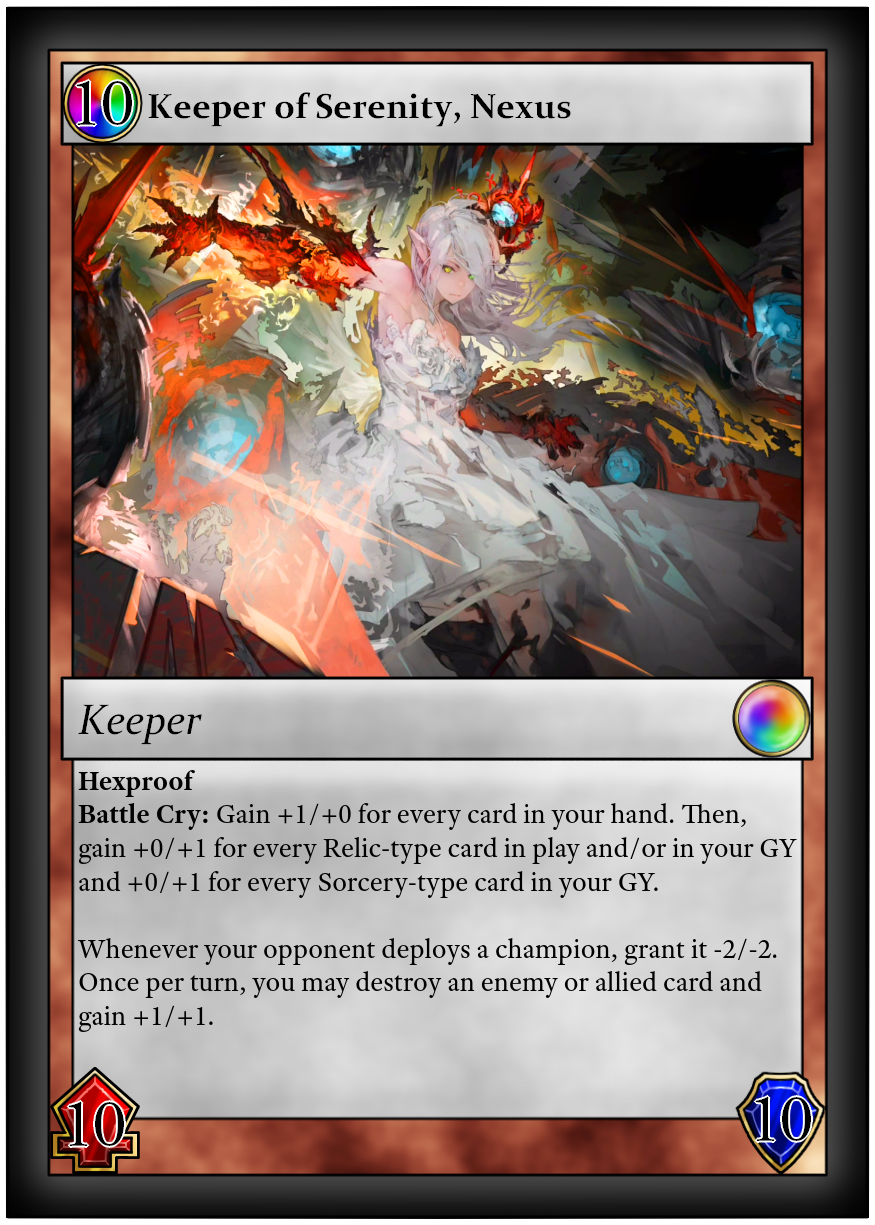 10 Keeper of Serenity, Nexus
Keeper
Hexproof
Battle Cry: Gain +1/+0 for every card in your hand. Then,
gain +0/+1 for every Relic-type card in play and/or in your GY
and +0/+1 for every Sorcery-type card in your GY.
Whenever your opponent deploys a champion, grant it -2/-2.
Once per turn, you may destroy an enemy or allied card and
gain +1/+1.
10
10